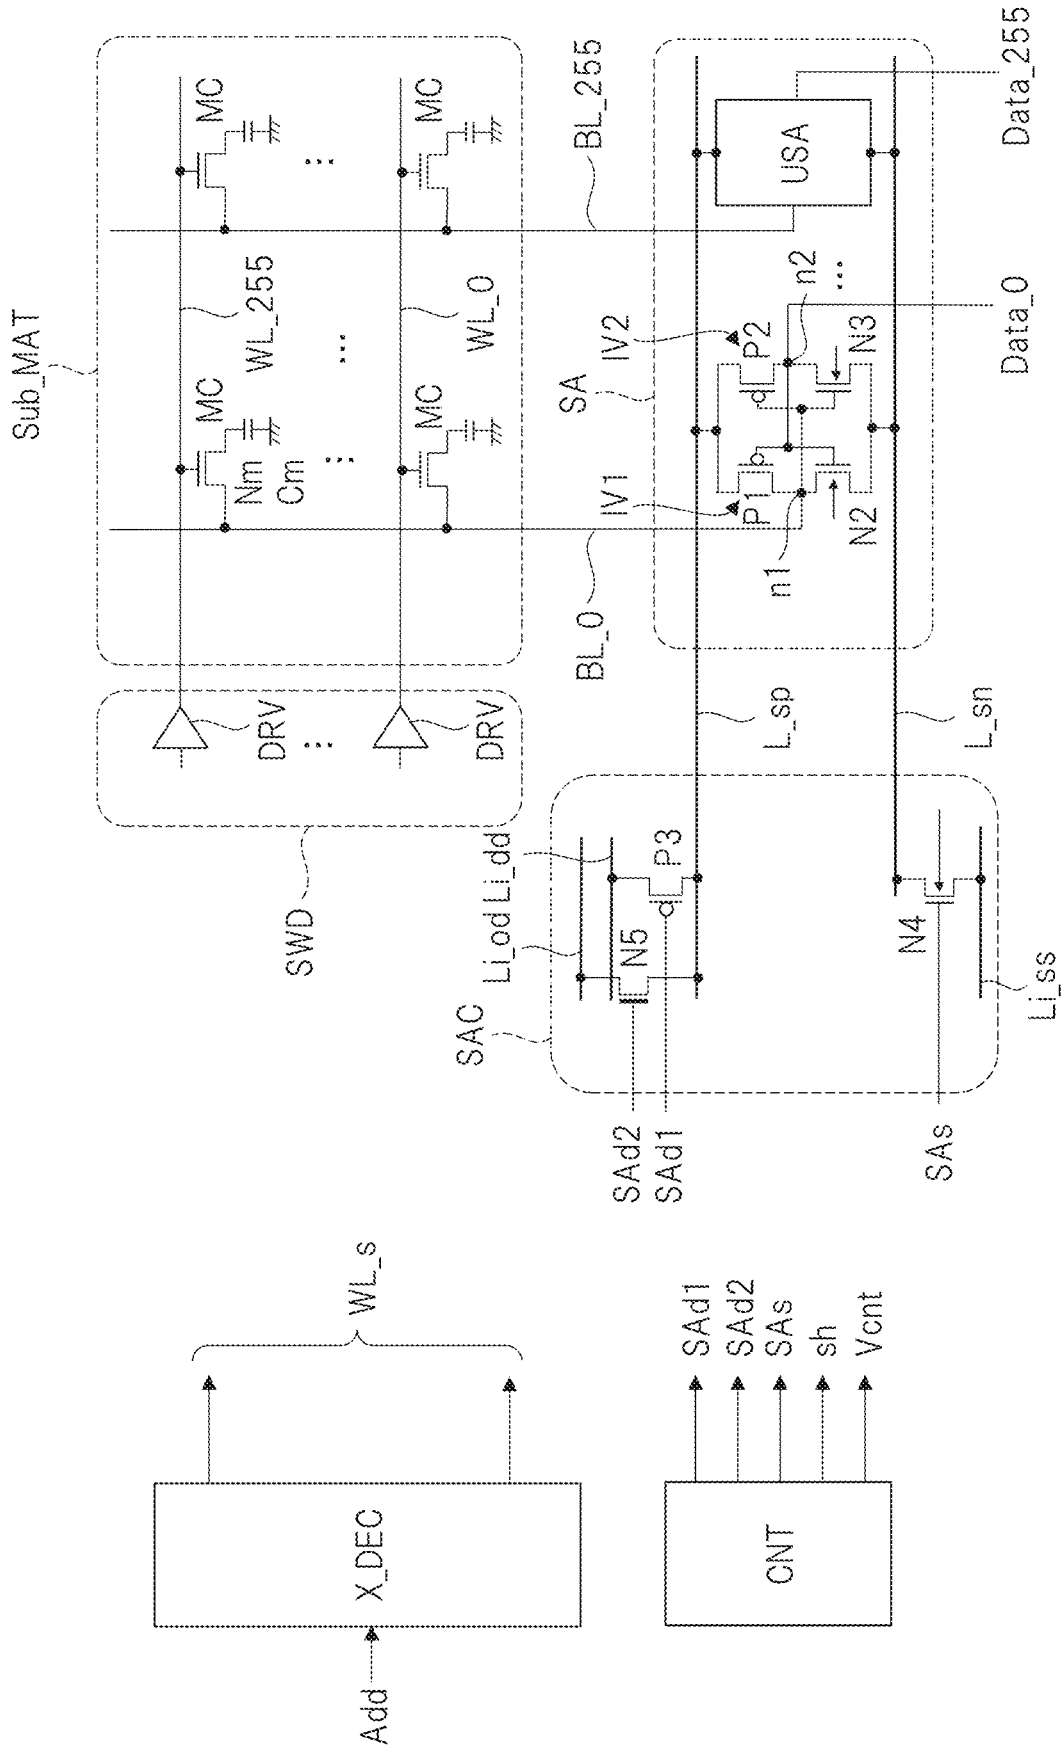 Sub_MAT
MC
MC
WL_255
WL_0
MC
Nm
Cm
MC
DRV
DRV
SWD
BL_255
BL_0
SA
IV1
IV2
P1
P2
n1
n2
N2
N3
USA
Data_0
Data_255
L_sp
L_sn
SAC
Li_od
Li_dd
N5
P3
N4
Li_ss
SAd2
SAd1
SAs
Add
X_DEC
WL_s
CNT
SAd1
SAd2
SAs
sh
Vcnt